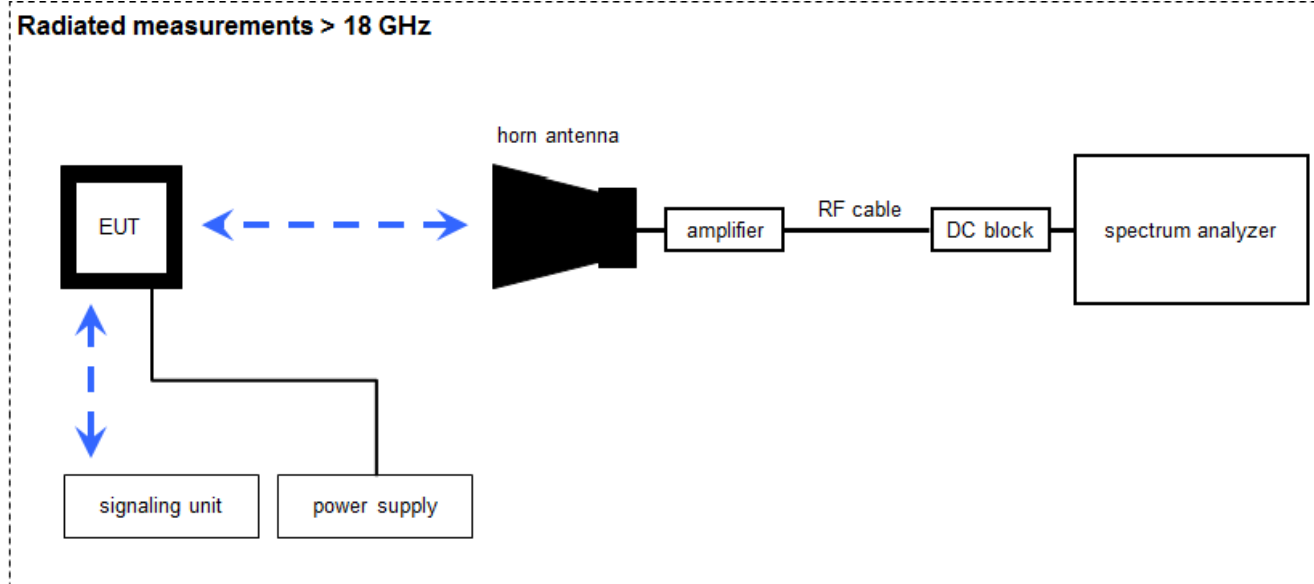 Radiated measurements > 18 GHz
horn antenna
EUT
amplifier
RF cable
DC block
spectrum analyzer
signaling unit
power supply